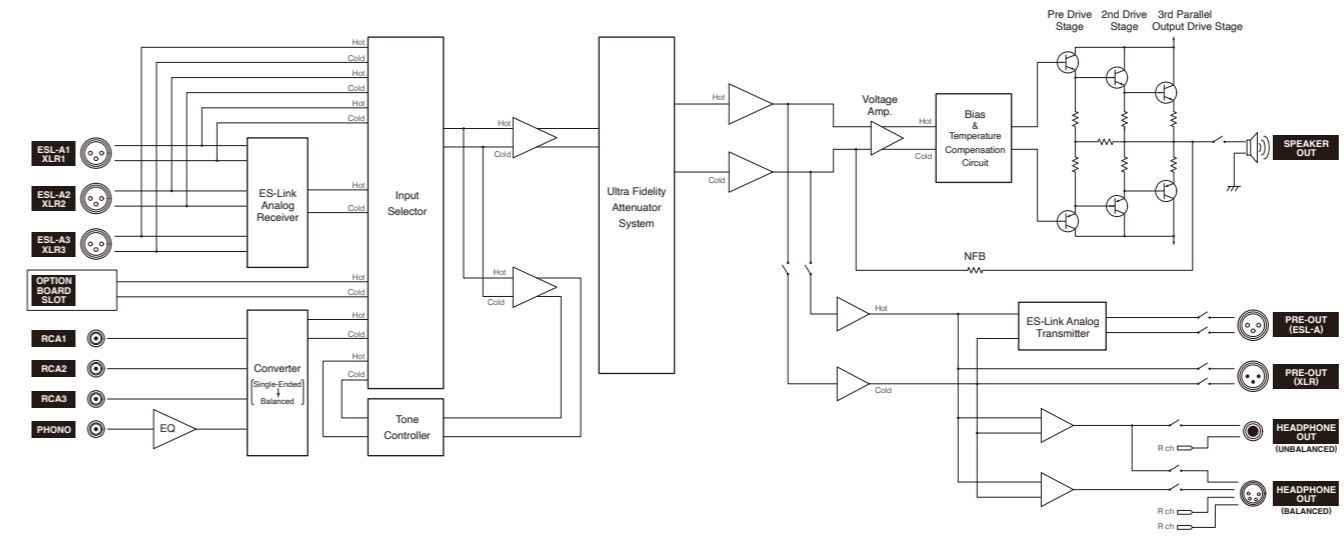 Pre Drive
Stage
2nd Drive
Stage
3rd Parallel
Output Drive Stage
Hot
Cold
Hot
Cold
Hot
Cold
ESL-A1
XLR1
ESL-A2
XLR2
ESL-A3
XLR3
OPTION
BOARD
SLOT
RCA1
RCA2
RCA3
PHONO
EQ
ES-Link
Analog
Receiver
Hot
Cold
Hot
Cold
Hot
Cold
Hot
Cold
Converter
Single-Ended
Balanced
Input
Selector
Tone
Controller
Hot
Cold
Hot
Cold
Ultra Fidelity
Attenuator
System
Hot
Cold
Voltage
Amp.
Hot
Cold
Bias
&
Temperature
Compensation
Circuit
NFB
SPEAKER
OUT
Hot
Cold
ES-Link Analog
Transmitter
PRE-OUT
(ESL-A)
PRE-OUT
(XLR)
R ch
HEADPHONE
OUT
(UNBALANCED)
R ch
R ch
HEADPHONE
OUT
(BALANCED)